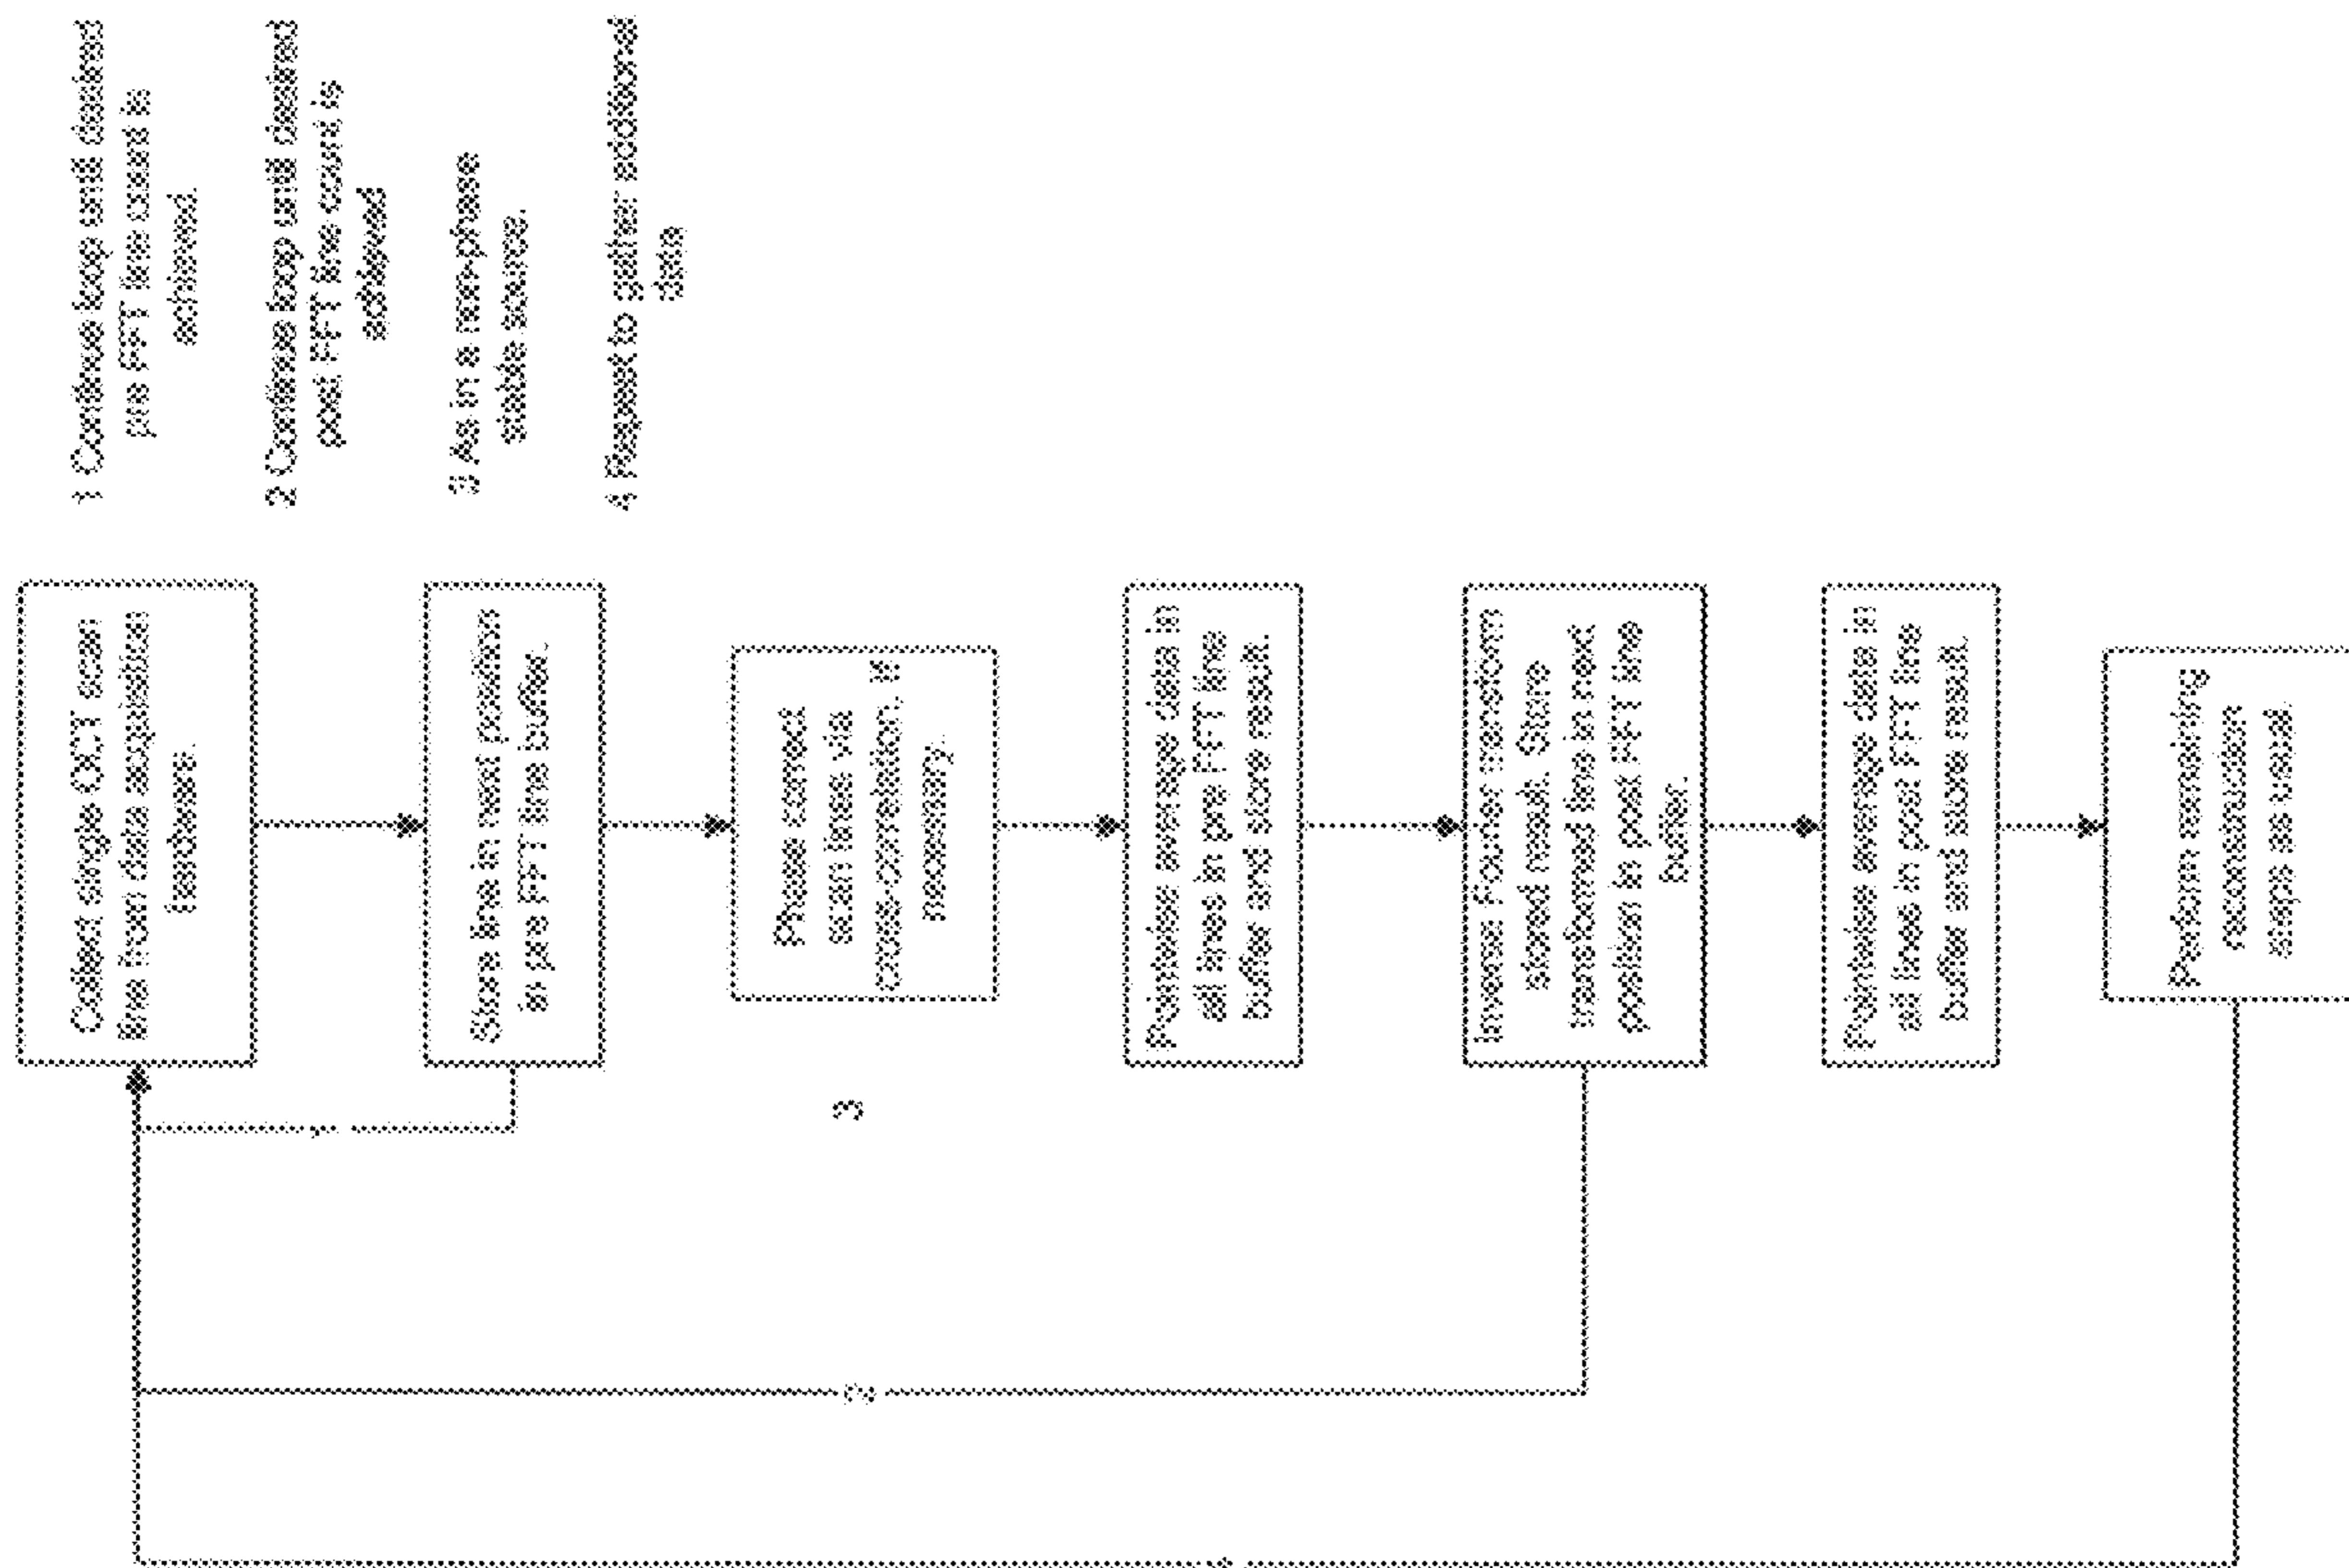 Collect single OCT scan
line from data acquisition
hardware.
Store line in next position
in pre FFT line buffer.
Phase correct
scan lines via
cross-correlation, if
necessary.
Pointwise average data in
all lines in pre FFT line
buffer and store result.
Inverse Fourier transform
stored result. Store
transformed line in next
position in post FFT line
buffer.
Pointwise average data in
all lines in post FFT line
buffer and store result.
Perform remaining
reconstruction
steps as usual.
1
2
3
1 Continue loop until desired
pre FFT line count is
achieved.
2 Continue loop until desired
post FFT line count is
achieved
3 As in a non-phase
stable source.
4 Request to gather additional
data